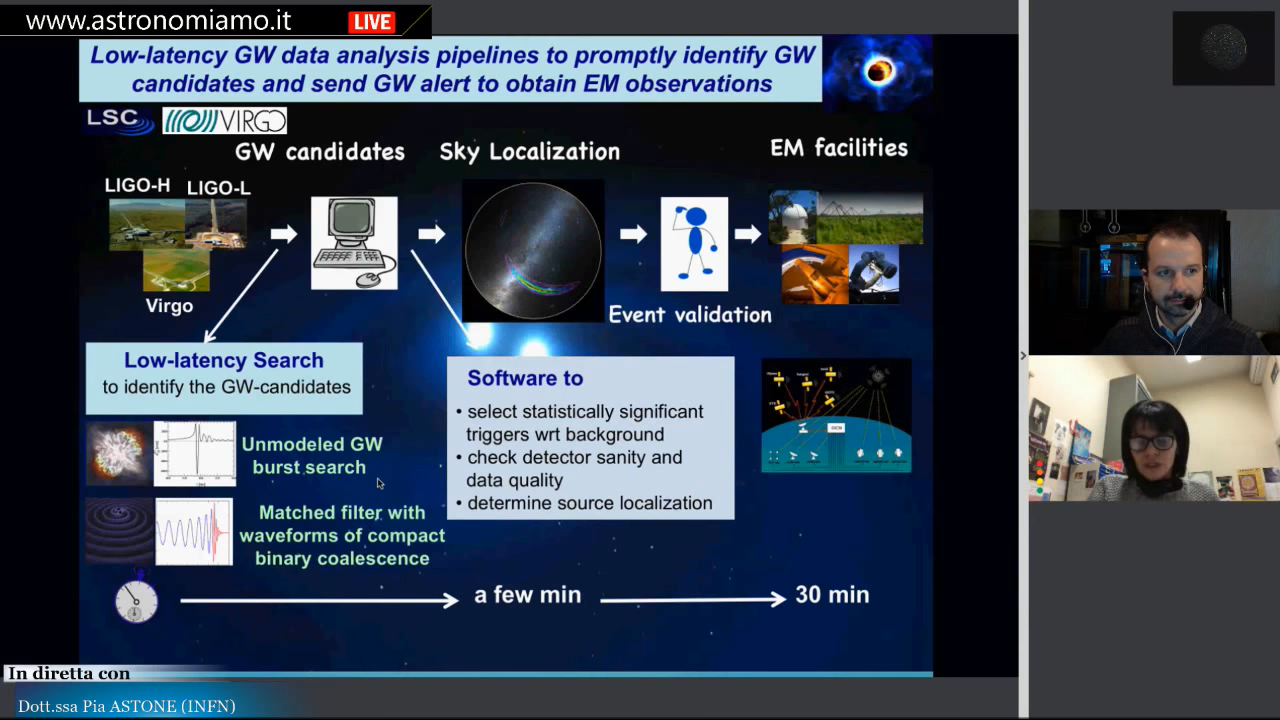 www.astronomiamo.it
LIVE
Low-latency GW data analysis pipelines to promptly identify GW
candidates and send GW alert to obtain EM observations
LSC
VIRGO
GW candidates
Sky Localization
EM facilities
LIGO-H
LIGO-L
Virgo
Event validation
Low-latency Search
to identify the GW-candidates
Software to
• select statistically significant
triggers wrt background
• check detector sanity and
data quality
• determine source localization
Unmodeled GW
burst search
Matched filter with
waveforms of compact
binary coalescence
a few min
30 min
In diretta con
Dott.ssa Pia ASTONE (INFN)